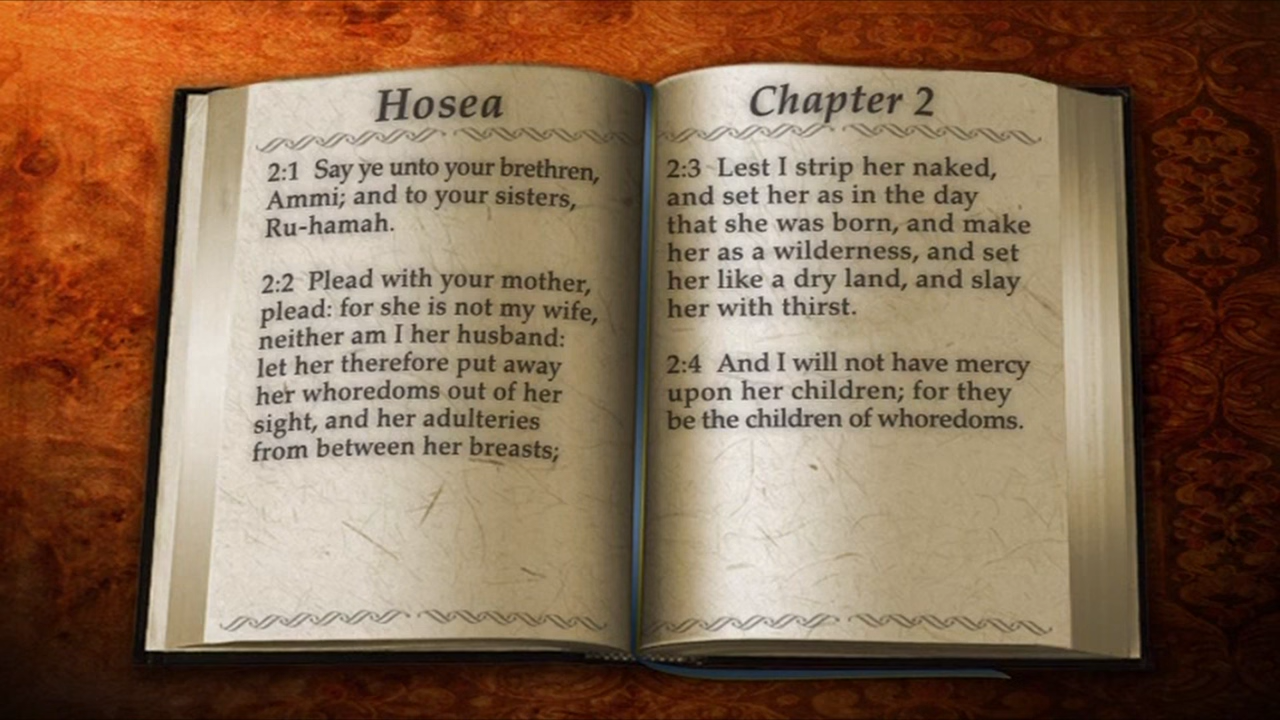 Hosea
2:1 Say ye unto your brethren,
Ammi; and to your sisters,
Ru-hamah.
2:2 Plead with your mother,
plead: for she is not my wife,
neither am I her husband:
let her therefore put away
her whoredoms out of her
sight, and her adulteries
from between her breasts;
Chapter 2
2:3 Lest I strip her naked,
and set her as in the day
that she was born, and make
her as a wilderness, and set
her like a dry land, and slay
her with thirst.
2:4 And I will not have mercy
upon her children; for they
be the children of whoredoms.